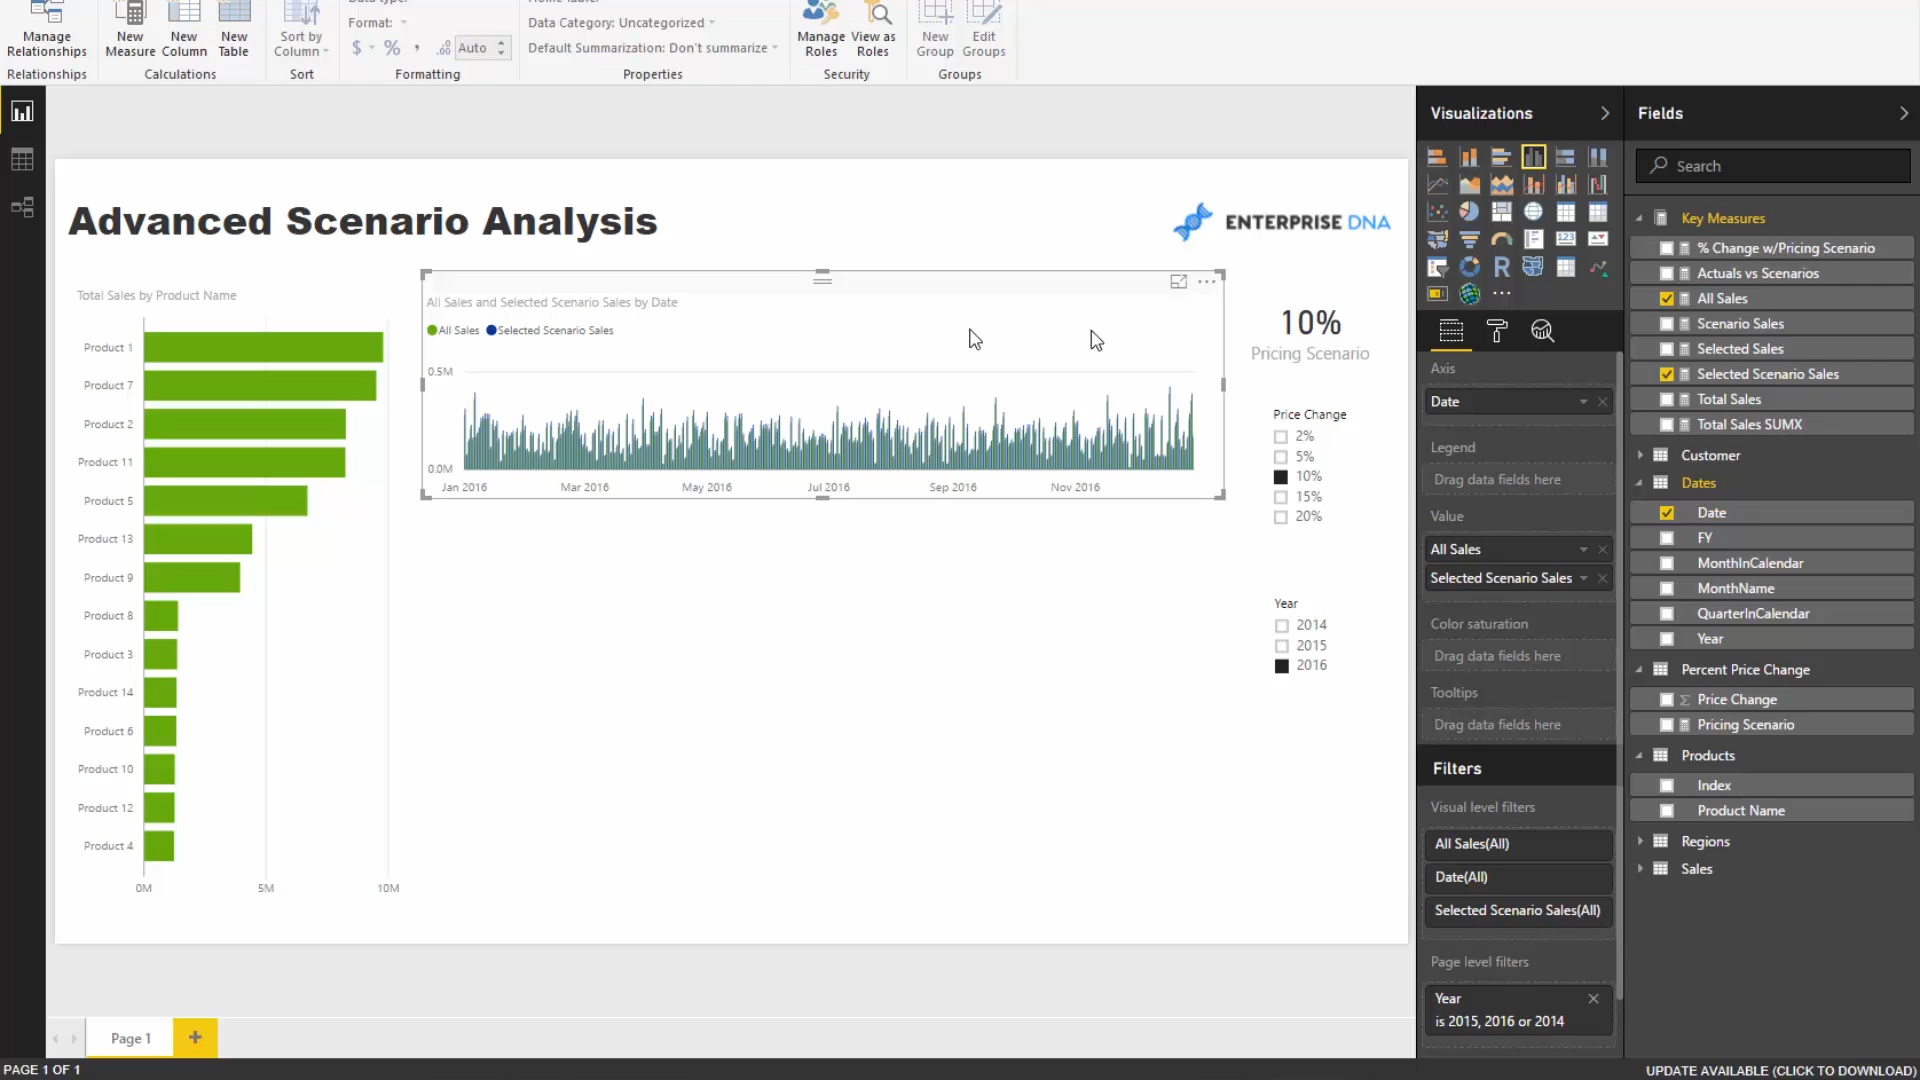 Manage Relationships
New Measure
New Column
New Table
Sort by Column
Format:
$ % , .00 Auto
Data Category: Uncategorized
Default Summarization: Don't summarize
Manage Roles
View as Roles
New Group
Edit Groups
Relationships
Calculations
Sort
Formatting
Properties
Security
Groups
Advanced Scenario Analysis
ENTERPRISE DNA
Total Sales by Product Name
Product 1
Product 7
Product 2
Product 11
Product 5
Product 13
Product 9
Product 8
Product 3
Product 14
Product 6
Product 10
Product 12
Product 4
0M 5M 10M
All Sales and Selected Scenario Sales by Date
All Sales Selected Scenario Sales
0.5M
0.0M
Jan 2016 Mar 2016 May 2016 Jul 2016 Sep 2016 Nov 2016
10%
Pricing Scenario
Price Change
2%
5%
10%
15%
20%
Year
2014
2015
2016
Visualizations
R
123
Axis
Date
Legend
Drag data fields here
Value
All Sales
Selected Scenario Sales
Color saturation
Drag data fields here
Tooltips
Drag data fields here
Filters
Visual level filters
All Sales(All)
Date(All)
Selected Scenario Sales(All)
Page level filters
Year
is 2015, 2016 or 2014
Fields
Search
Key Measures
% Change w/Pricing Scenario
Actuals vs Scenarios
All Sales
Scenario Sales
Selected Sales
Selected Scenario Sales
Total Sales
Total Sales SUMX
Customer
Dates
Date
FY
MonthInCalendar
MonthName
QuarterInCalendar
Year
Percent Price Change
Price Change
Pricing Scenario
Products
Index
Product Name
Regions
Sales
Page 1
PAGE 1 OF 1
UPDATE AVAILABLE (CLICK TO DOWNLOAD)